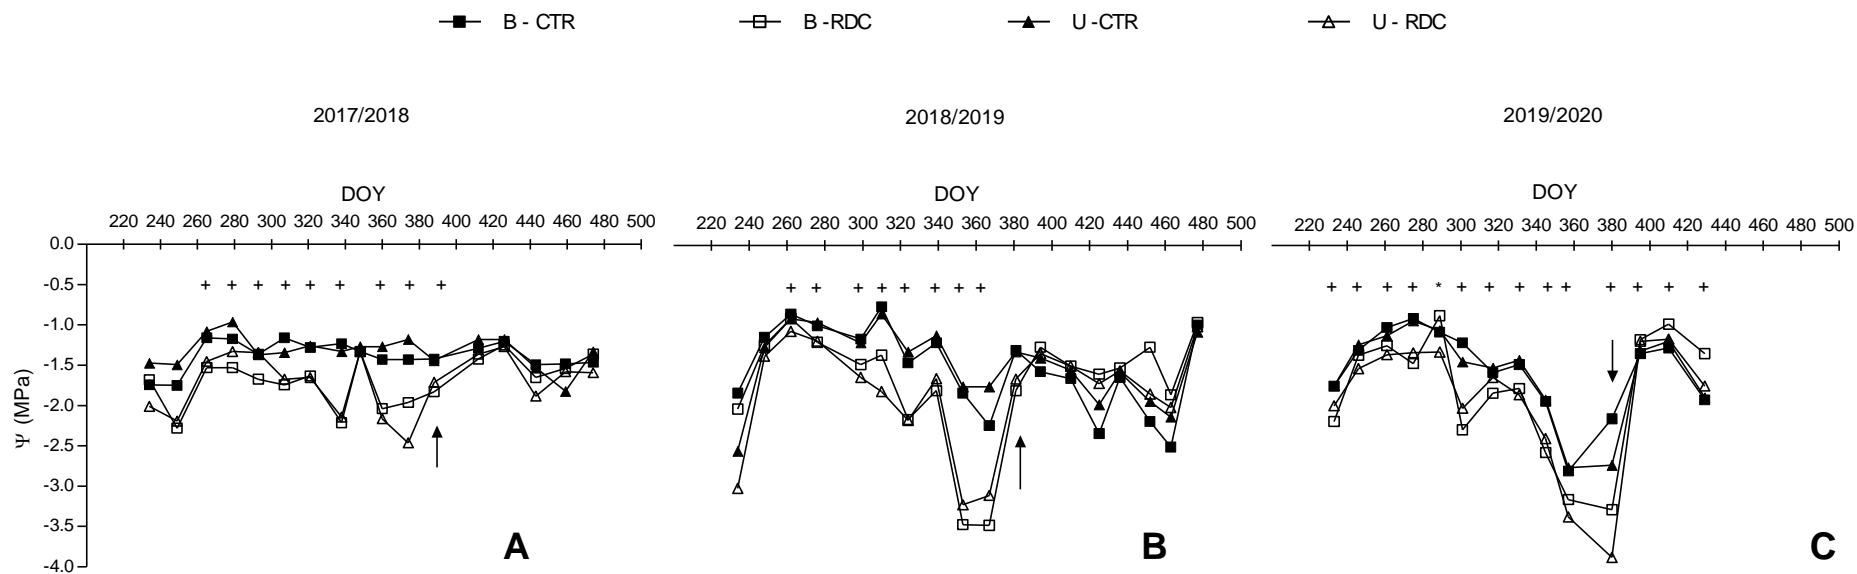 B - CTR B -RDC U -CTR U - RDC
2017/2018 2018/2019 2019/2020
DOY DOY DOY
220 240 260 280 300 320 340 360 380 400 420 440 460 480 500 220 240 260 280 300 320 340 360 380 400 420 440 460 480 500 220 240 260 280 300 320 340 360 380 400 420 440 460 480 500
0.0
-0.5
+ + + + + + + + + + + + + + + + + + + + + * + + + + + + + + +
-1.0
-1.5
-2.0
-2.5
-3.0
-3.5
-4.0
Ψ (MPa)
A B C